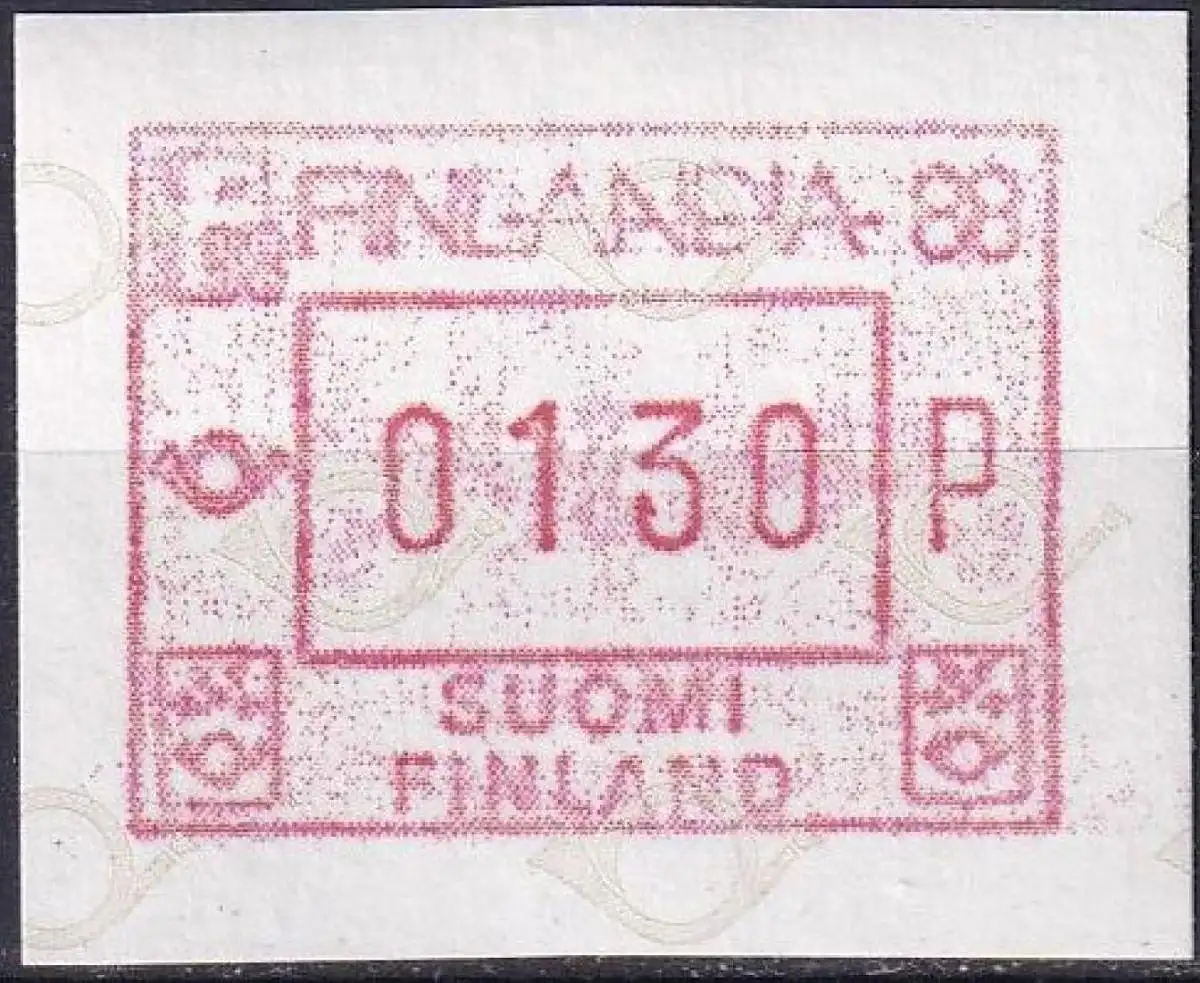 FINLANDIA 88
0130 P
SUOMI
FINLAND